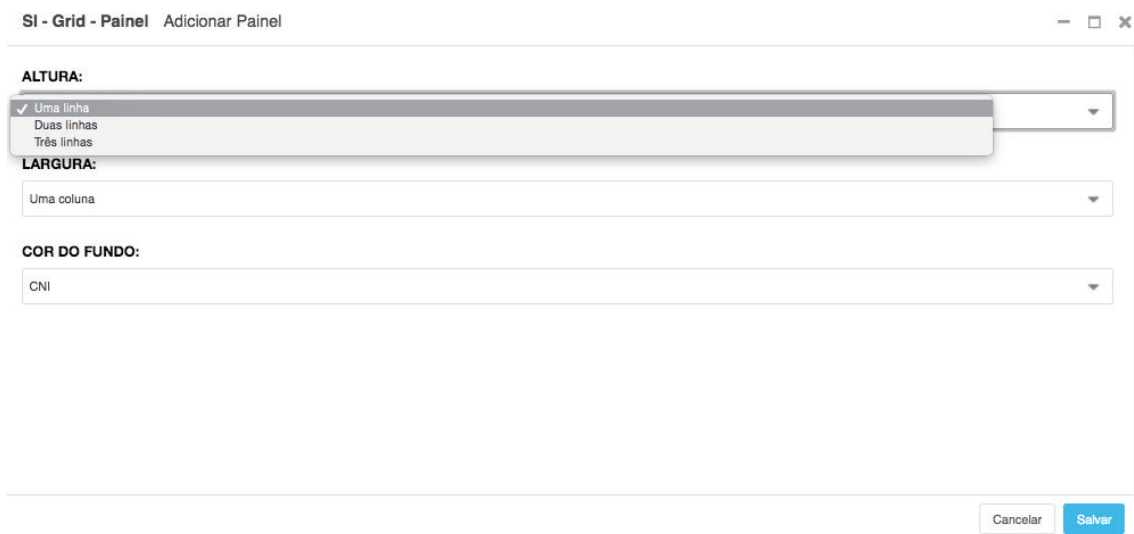 SI - Grid - Painel Adicionar Painel
ALTURA:
Uma linha
Duas linhas
Três linhas
LARGURA:
Uma coluna
COR DO FUNDO:
CNI
Cancelar Salvar